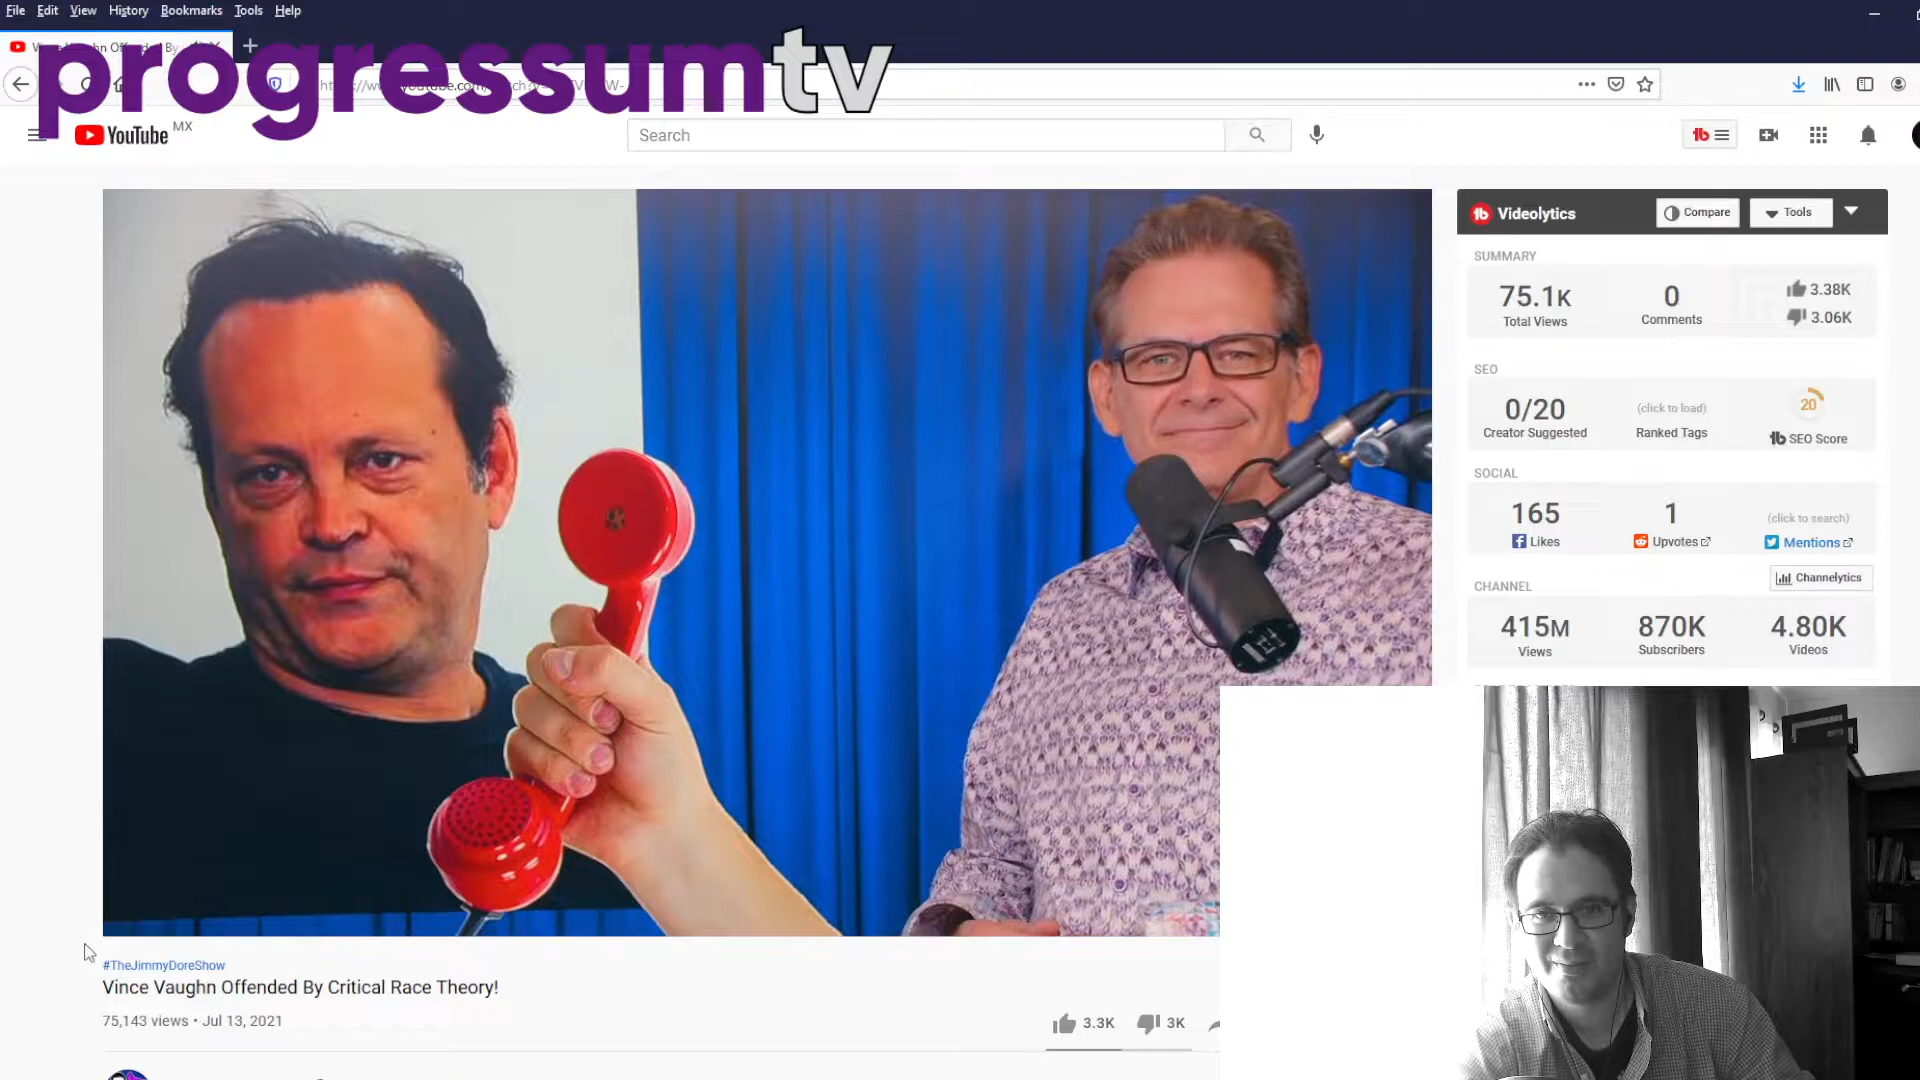 File Edit View History Bookmarks Tools Help
progressumtv
YouTube MX
Search
Videolytics
Compare
Tools
SUMMARY
75.1K
Total Views
0
Comments
3.38K
3.06K
SEO
0/20
Creator Suggested
(click to load)
Ranked Tags
20
SEO Score
SOCIAL
165
Likes
1
Upvotes
(click to search)
Mentions
Channelytics
CHANNEL
415M
Views
870K
Subscribers
4.80K
Videos
#TheJimmyDoreShow
Vince Vaughn Offended By Critical Race Theory!
75,143 views • Jul 13, 2021
3.3K
3K